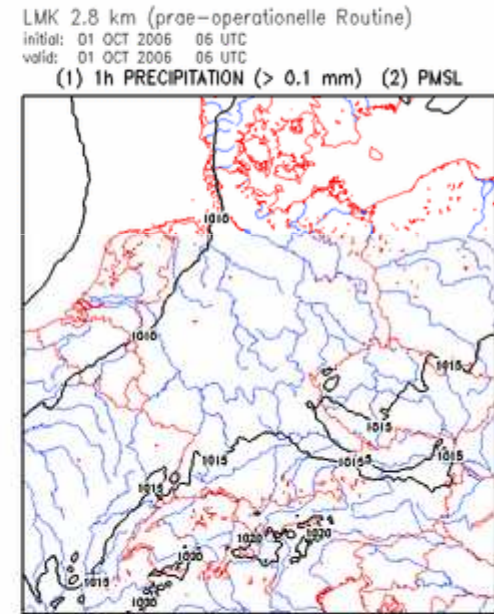 LMK 2.8 km (prae-operationelle Routine)
initial: 01 OCT 2006 06 UTC
valid: 01 OCT 2006 06 UTC
(1) 1h PRECIPITATION (> 0.1 mm) (2) PMSL
1010
1010
1015
1015
1015
1015
1015
1020
1020
1015
1020